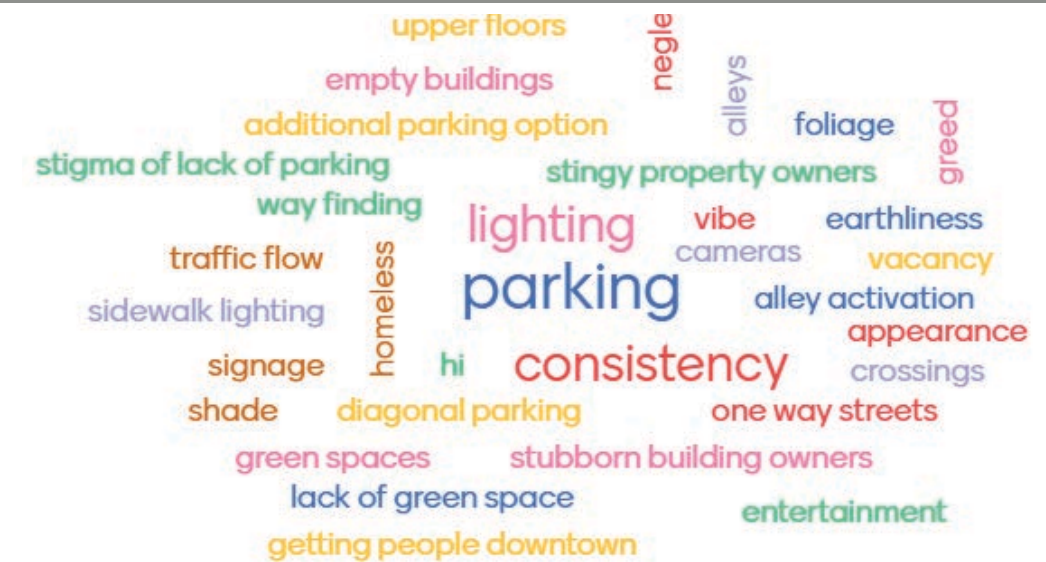 upper floors
negle
empty buildings
alleys
additional parking option
foliage
greed
stigma of lack of parking
stingy property owners
way finding
lighting
vibe
earthliness
traffic flow
homeless
cameras
vacancy
parking
sidewalk lighting
alley activation
appearance
signage
hi
consistency
crossings
shade
diagonal parking
one way streets
green spaces
stubborn building owners
lack of green space
entertainment
getting people downtown